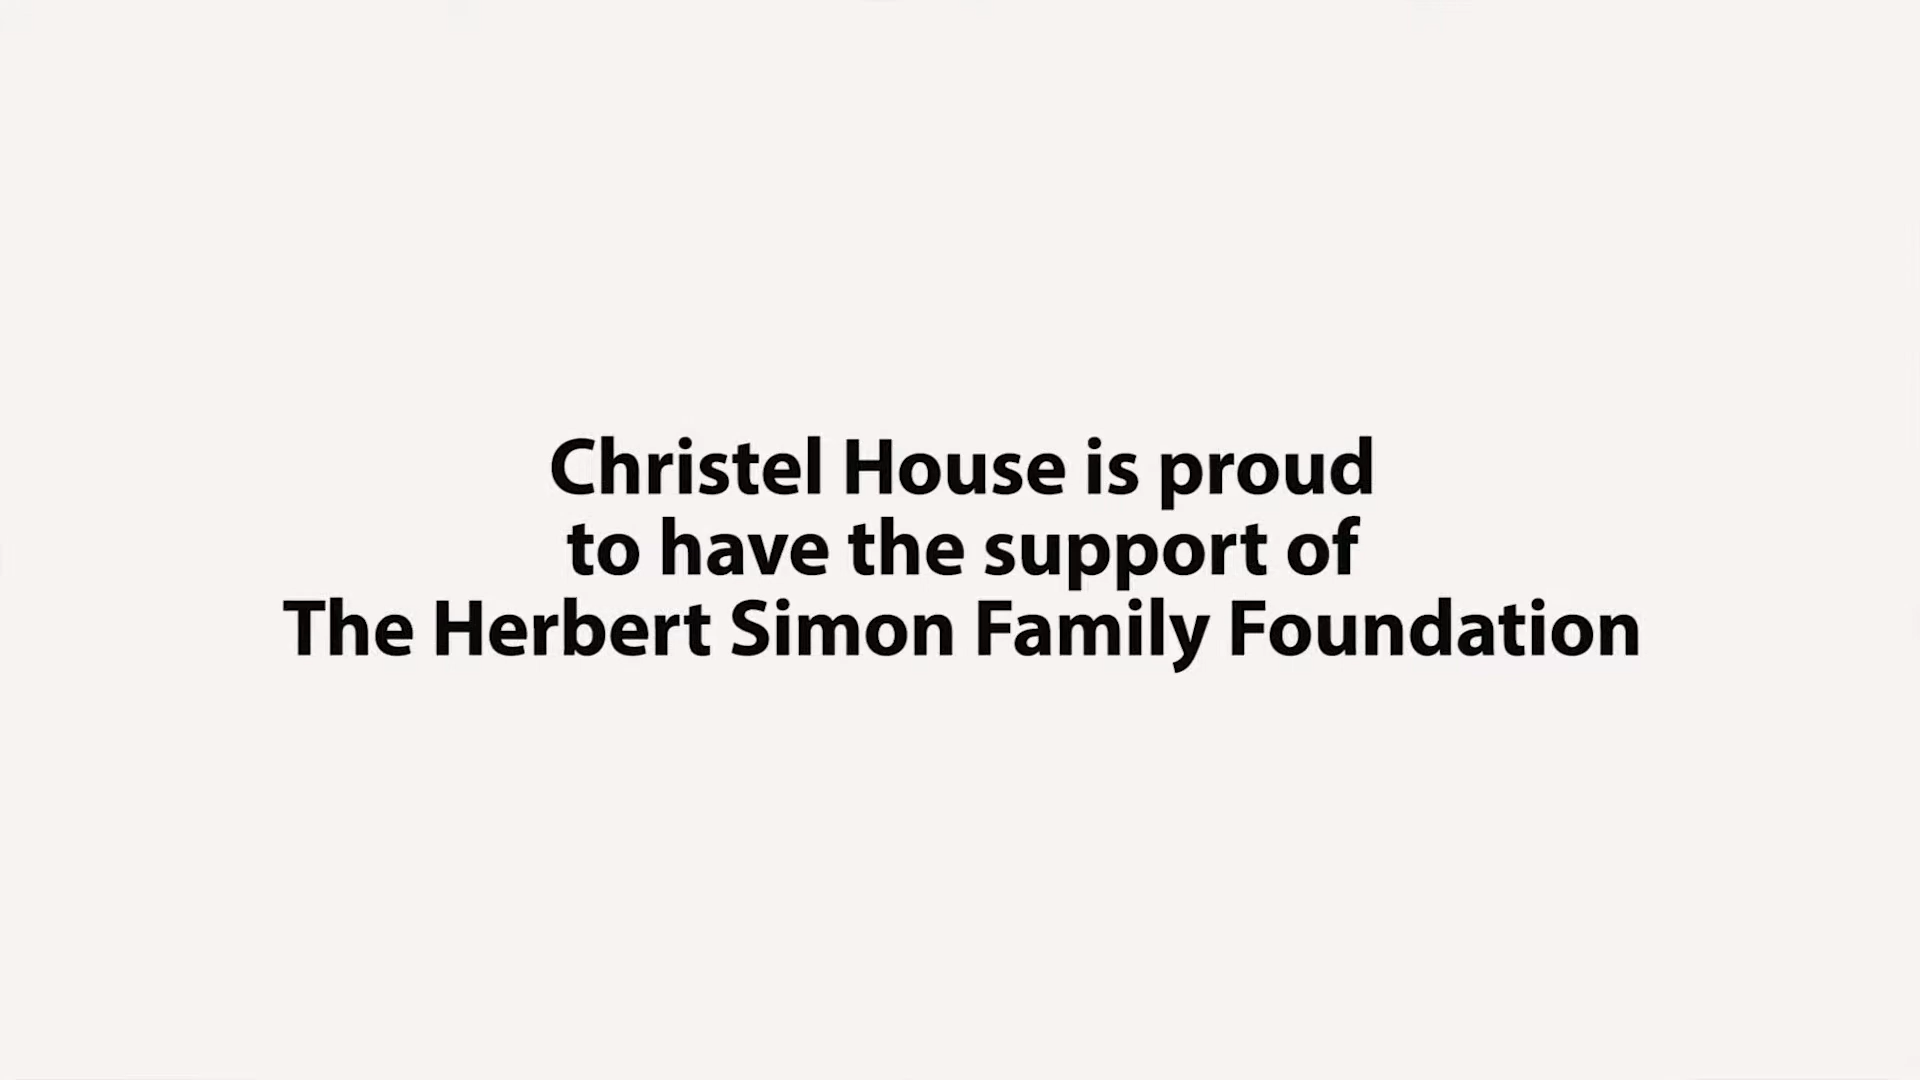 Christel House is proud
to have the support of
The Herbert Simon Family Foundation